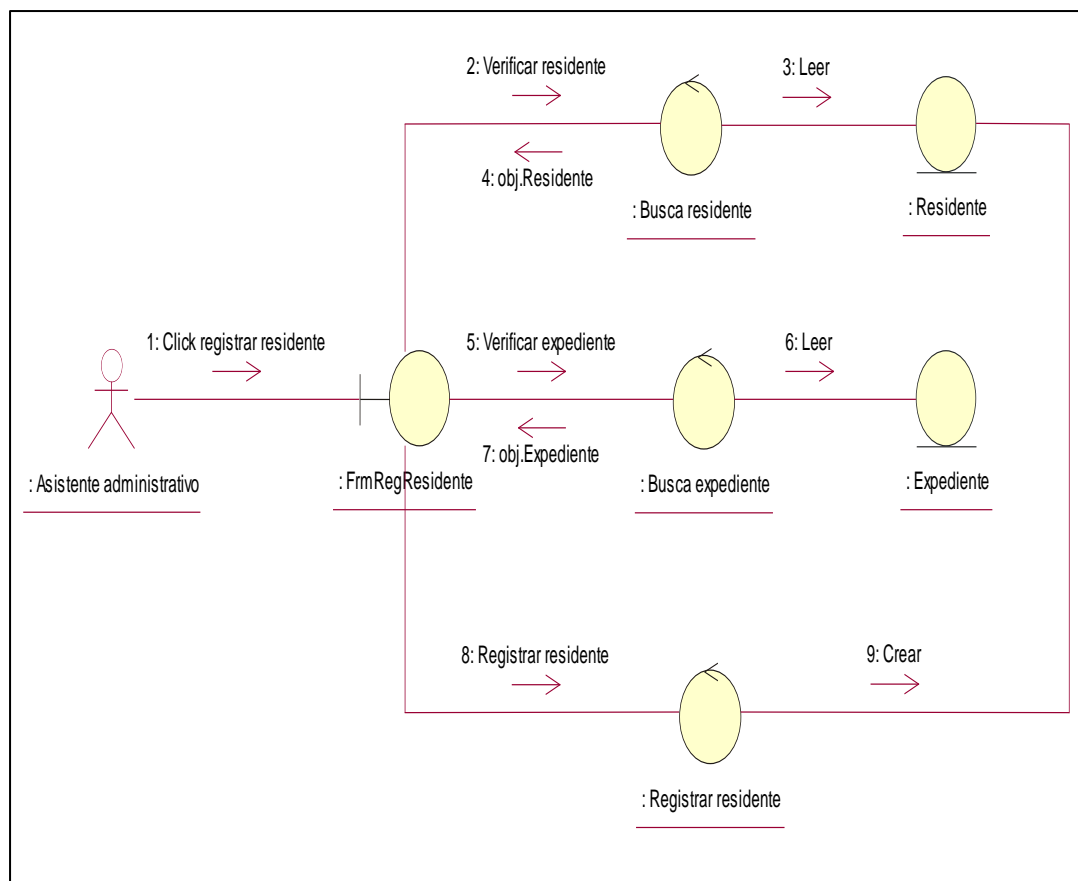 2: Verificar residente
3: Leer
4: obj.Residente
: Busca residente
: Residente
1: Click registrar residente
5: Verificar expediente
6: Leer
7: obj.Expediente
: Asistente administrativo
: FrmRegResidente
: Busca expediente
: Expediente
8: Registrar residente
9: Crear
: Registrar residente